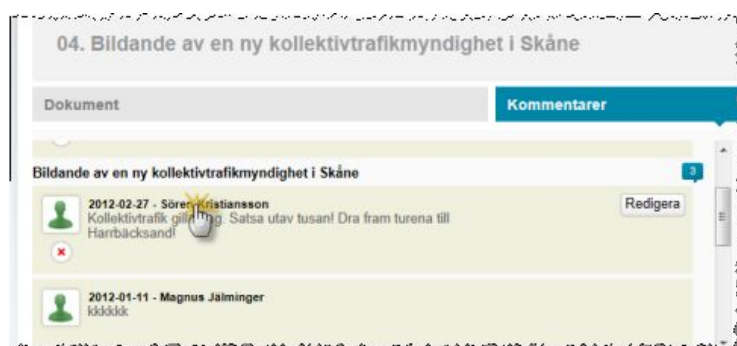 04. Bildande av en ny kollektivtrafikmyndighet i Skåne
Dokument
Kommentarer
Bildande av en ny kollektivtrafikmyndighet i Skåne
3
2012-02-27 - Sören Kristiansson
Redigera
Kollektivtrafik Satsa utav tusan! Dra fram turena till
Harrbäcksand!
2012-01-11 - Magnus Jälminger
kkkkkk